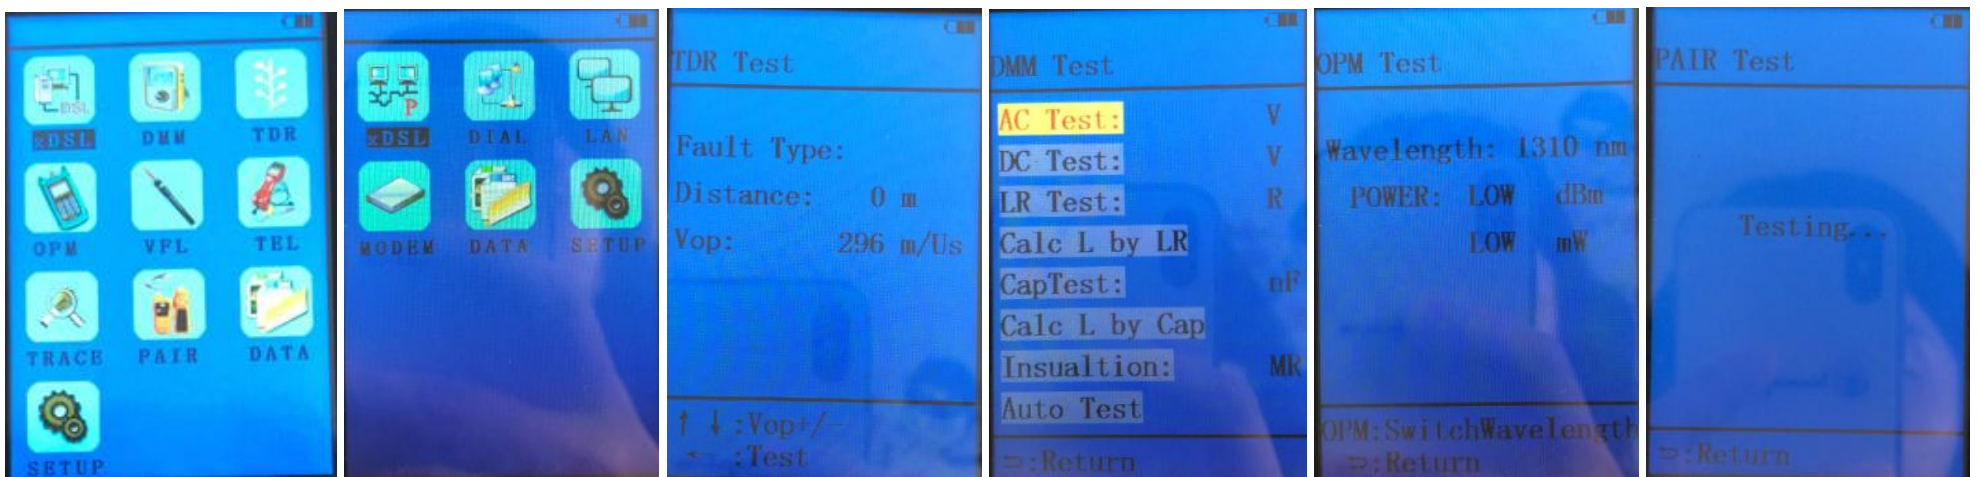 DSL
xDSL DMM TDR
OPM VFL TEL
TRACE PAIR DATA
SETUP
P
xDSL DIAL LAN
MODEM DATA SETUP
TDR Test
Fault Type:
Distance: 0 m
Vop: 296 m/Us
↑ ↓ :Vop+/-
← :Test
DMM Test
AC Test: V
DC Test: V
LR Test: R
Calc L by LR
CapTest: nF
Calc L by Cap
Insualtion: MR
Auto Test
:Return
OPM Test
Wavelength: 1310 nm
POWER: LOW dBm
LOW mW
OPM:SwitchWavelength
:Return
PAIR Test
Testing...
:Return